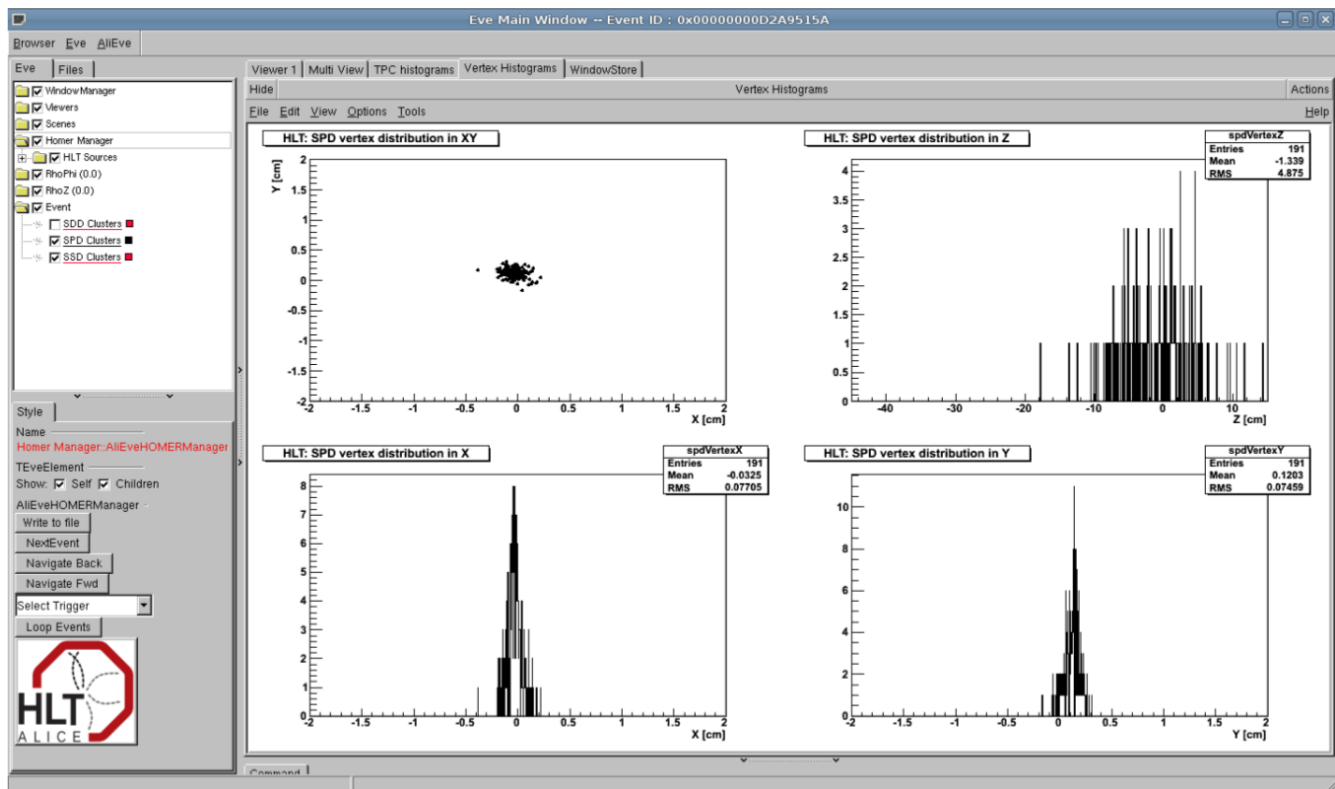 Eve Main Window -- Event ID : 0x00000000D2A9515A
Browser Eve AliEve
Eve Files
WindowManager
Viewers
Scenes
Homer Manager
HLT Sources
RhoPhi (0.0)
RhoZ (0.0)
Event
SDD Clusters
SPD Clusters
SSD Clusters
Style
Name
Homer Manager::AliEveHOMERManager
TEveElement
Show: Self Children
AliEveHOMERManager
Write to file
NextEvent
Navigate Back
Navigate Fwd
Select Trigger
Loop Events
HLT
ALICE
Viewer 1 Multi View TPC histograms Vertex Histograms WindowStore
Hide Vertex Histograms Actions
File Edit View Options Tools Help
HLT: SPD vertex distribution in XY
Y [cm]
2
1.5
1
0.5
0
-0.5
-1
-1.5
-2
-2 -1.5 -1 -0.5 0 0.5 1 1.5 2
X [cm]
HLT: SPD vertex distribution in Z
spdVertexZ
Entries 191
Mean -1.339
RMS 4.875
4
3.5
3
2.5
2
1.5
1
0.5
0
-40 -30 -20 -10 0 10
Z [cm]
HLT: SPD vertex distribution in X
spdVertexX
Entries 191
Mean -0.0325
RMS 0.07705
8
7
6
5
4
3
2
1
0
-2 -1.5 -1 -0.5 0 0.5 1 1.5 2
X [cm]
HLT: SPD vertex distribution in Y
spdVertexY
Entries 191
Mean 0.1203
RMS 0.07459
10
8
6
4
2
0
-2 -1.5 -1 -0.5 0 0.5 1 1.5 2
Y [cm]
Command